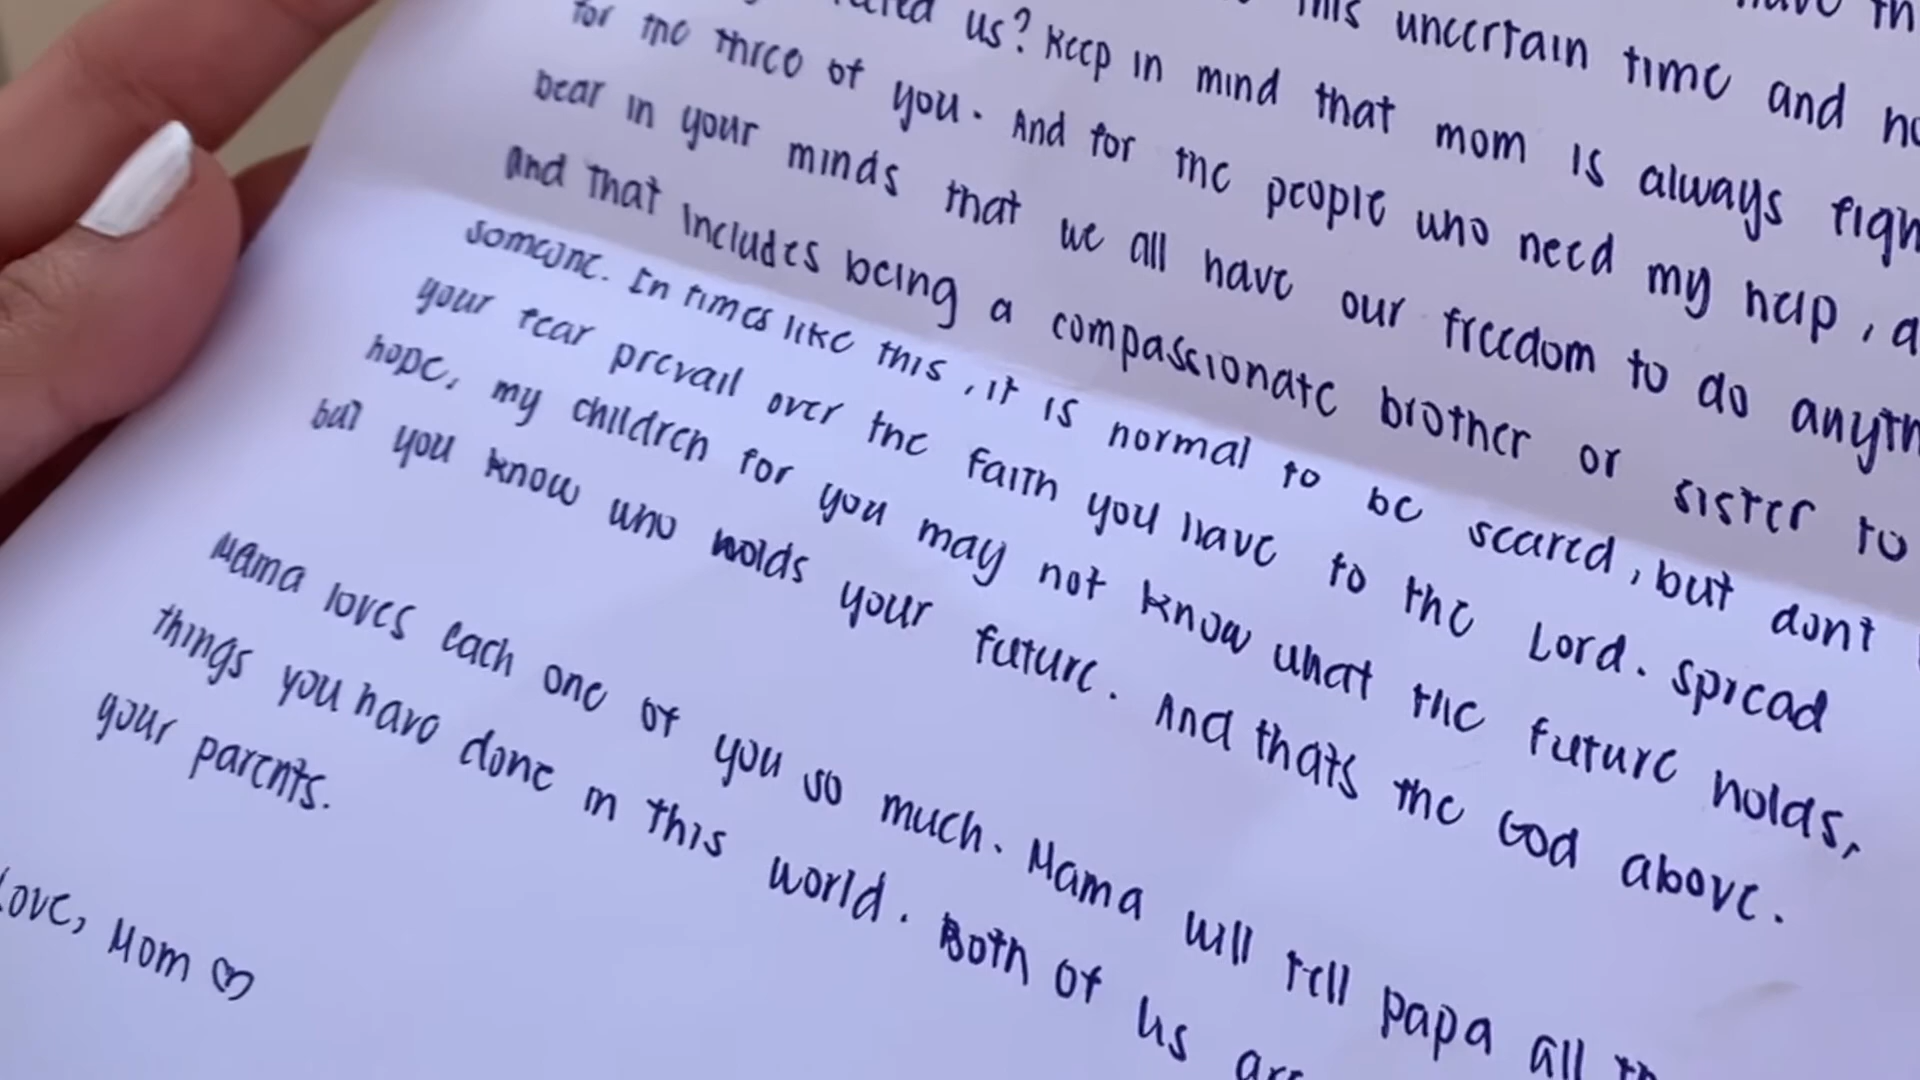 us? Keep in mind this uncertain time and
for the three of you. And for the people mom is always
bear in your minds that we all have who need my help, a
and that includes being a compassionate our freedom to do
someone. In times like this, it is normal to brother or sister to
your fear prevail over the faith you have to be scared, but dont
hope, my children for you may not know to the Lord. Spread
but you know who holds your future. And thats what the future holds,
the God above.
Mama loves each one of you so much. Mama will tell papa all
things you have done in this world. Both of us are
your parents.
Love, Mom ♡